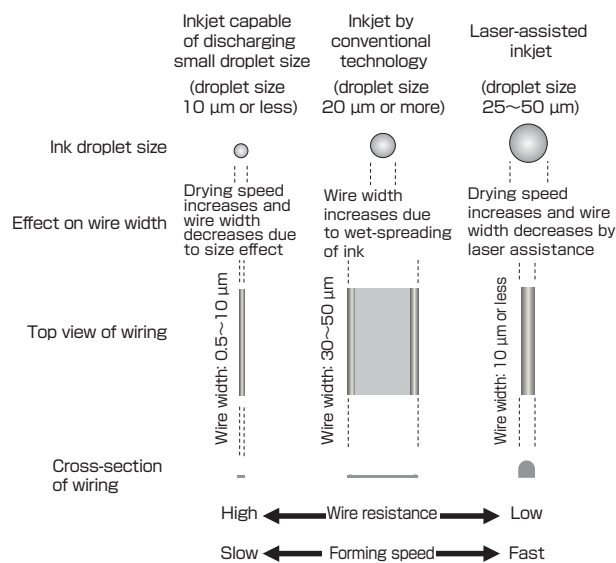 Inkjet capable
of discharging
small droplet size
(droplet size
10 µm or less)
Inkjet by
conventional
technology
(droplet size
20 µm or more)
Laser-assisted
inkjet
(droplet size
25～50 µm)
Ink droplet size
Effect on wire width
Drying speed
increases and
wire width
decreases due
to size effect
Wire width
increases due
to wet-spreading
of ink
Drying speed
increases and wire
width decreases by
laser assistance
Top view of wiring
Wire width: 0.5～10 µm
Wire width: 30～50 µm
Wire width: 10 µm or less
Cross-section
of wiring
High Wire resistance Low
Slow Forming speed Fast